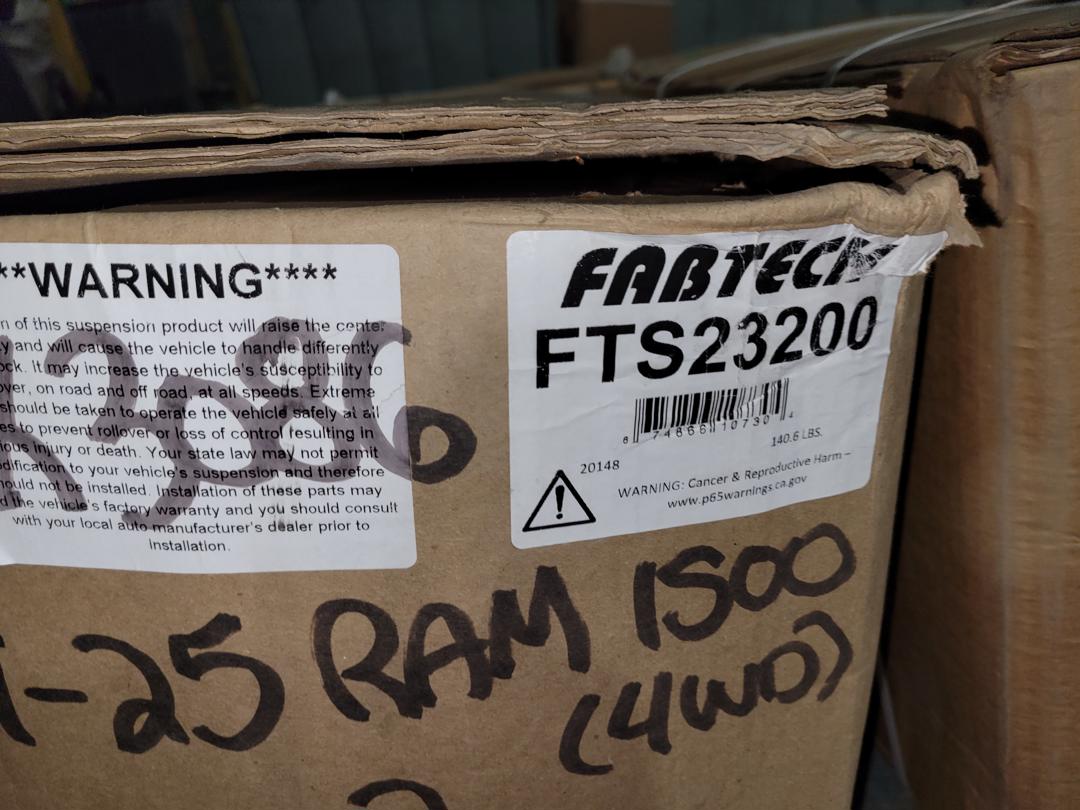 **WARNING****
n of this suspension product will raise the center
y and will cause the vehicle to handle differently
ock. It may increase the vehicle's susceptibility to
over, on road and off road, at all speeds. Extreme
should be taken to operate the vehicle safely at all
es to prevent rollover or loss of control resulting in
ious injury or death. Your state law may not permit
dification to your vehicle's suspension and therefore
hould not be installed. Installation of these parts may
d the vehicle's factory warranty and you should consult
with your local auto manufacturer's dealer prior to
installation.
FABTECH
FTS23200
6 74866 10730 4
140.6 LBS.
20148
WARNING: Cancer & Reproductive Harm –
www.p65warnings.ca.gov
-25 RAM 1500
(4WD)